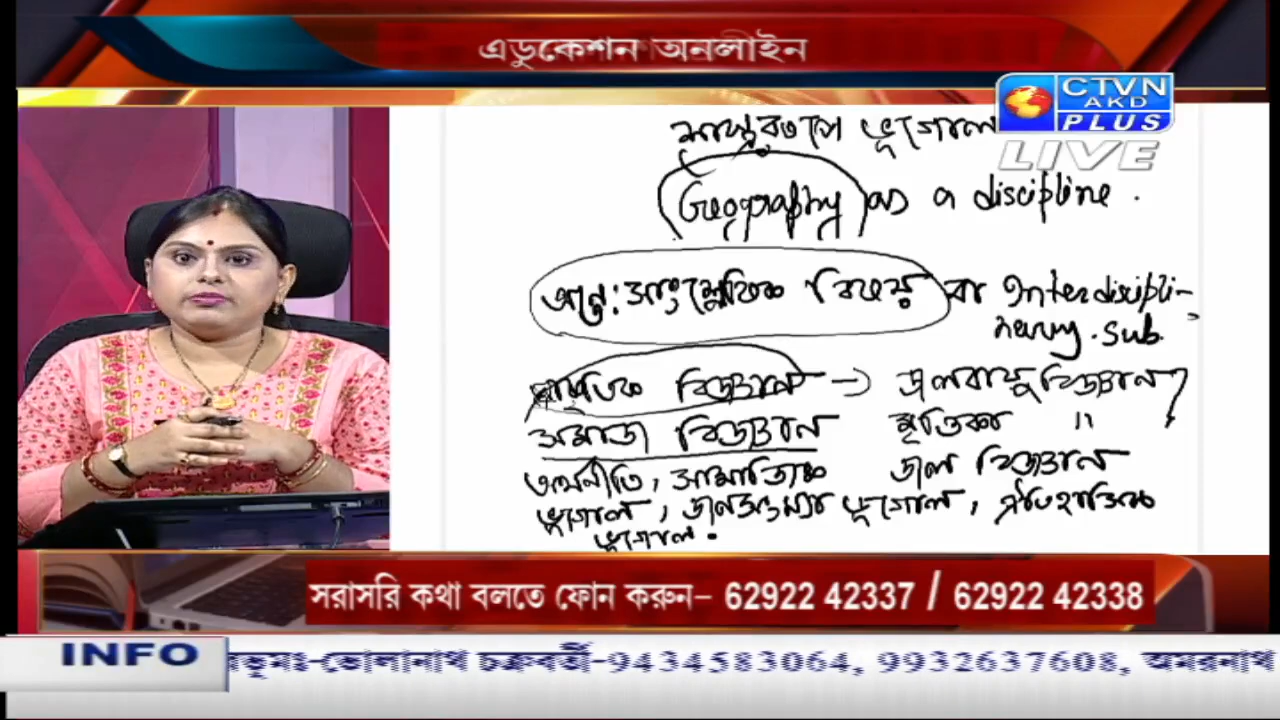 এডুকেশন অনলাইন
CTVN
AKD
PLUS
LIVE
ভূগোল
Geography as a discipline.
বিষয় বা Interdiscipli-
nary. Sub.
প্রাকৃতিক বিজ্ঞান → জলবায়ু বিজ্ঞান
সমাজ বিজ্ঞান মৃত্তিকা "
অর্থনীতি, সামাজিক জল বিজ্ঞান
ভূগোল, জনসংখ্যা ভূগোল, ঐতিহাসিক
ভূগোল.
সরাসরি কথা বলতে ফোন করুন- 62922 42337 / 62922 42338
INFO
রভূমঃ-ভোলানাথ চক্রবর্তী-9434583064, 9932637608, অমরনাথ